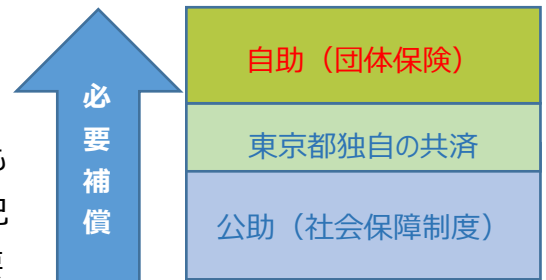 必要補償
自助（団体保険）
東京都独自の共済
公助（社会保障制度）